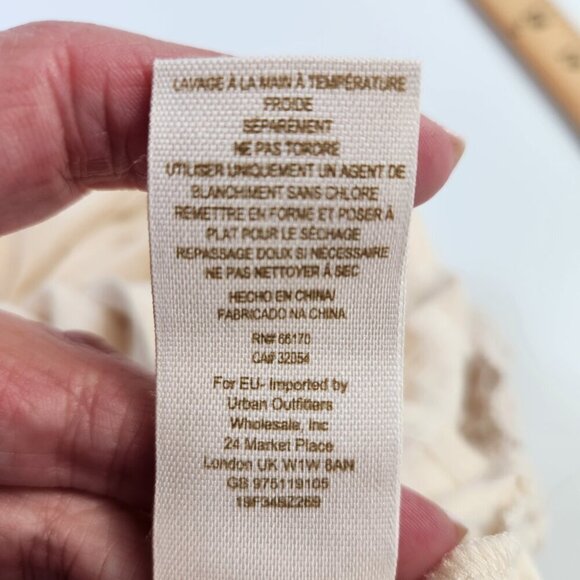 LAVAGE À LA MAIN À TEMPÉRATURE
FROIDE
SÉPARÉMENT
NE PAS TORDRE
UTILISER UNIQUEMENT UN AGENT DE
BLANCHIMENT SANS CHLORE
REMETTRE EN FORME ET POSER À
PLAT POUR LE SÉCHAGE
REPASSAGE DOUX SI NÉCESSAIRE
NE PAS NETTOYER À SEC
HECHO EN CHINA/
FABRICADO NA CHINA
RN# 66170
CA# 32054
For EU- Imported by
Urban Outfitters
Wholesale, Inc
24 Market Place
London UK W1W 8AN
GB 975119105